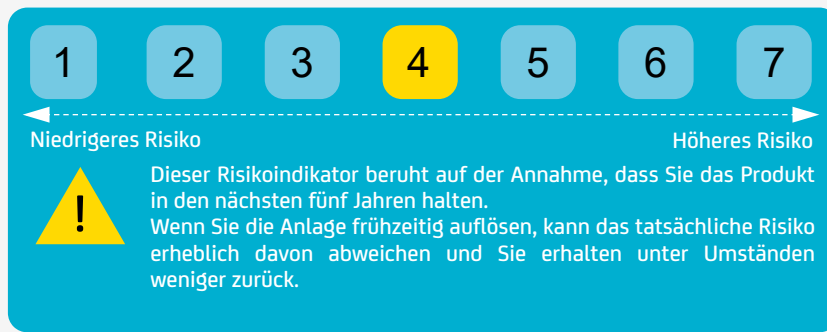 1 2 3 4 5 6 7
Niedrigeres Risiko Höheres Risiko
!
Dieser Risikoindikator beruht auf der Annahme, dass Sie das Produkt
in den nächsten fünf Jahren halten.
Wenn Sie die Anlage frühzeitig auflösen, kann das tatsächliche Risiko
erheblich davon abweichen und Sie erhalten unter Umständen
weniger zurück.